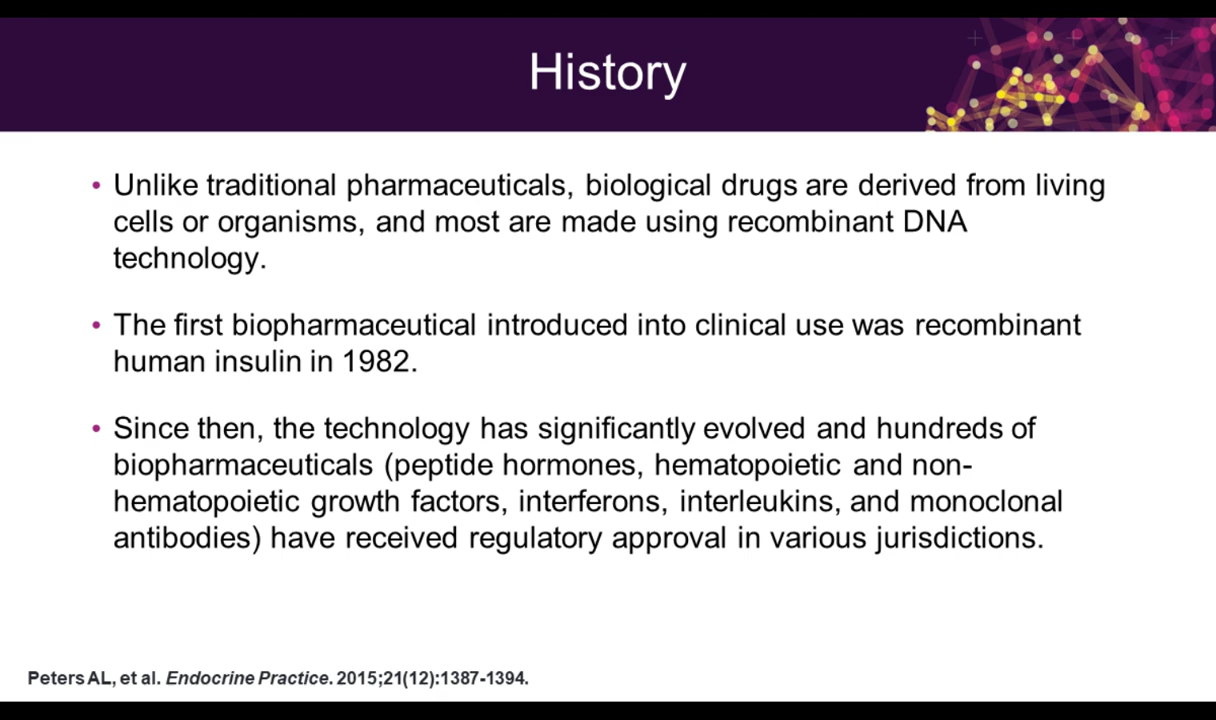 History
• Unlike traditional pharmaceuticals, biological drugs are derived from living
cells or organisms, and most are made using recombinant DNA
technology.
• The first biopharmaceutical introduced into clinical use was recombinant
human insulin in 1982.
• Since then, the technology has significantly evolved and hundreds of
biopharmaceuticals (peptide hormones, hematopoietic and non-
hematopoietic growth factors, interferons, interleukins, and monoclonal
antibodies) have received regulatory approval in various jurisdictions.
Peters AL, et al. Endocrine Practice. 2015;21(12):1387-1394.